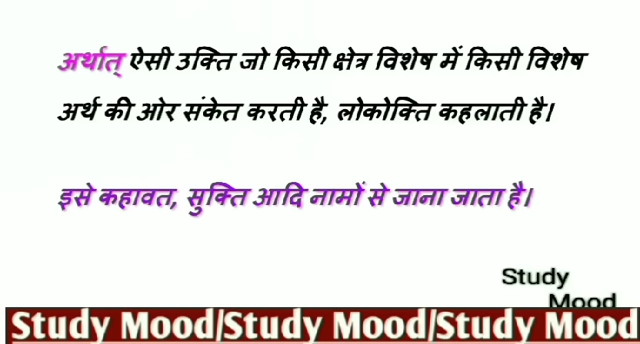 अर्थात् ऐसी उक्ति जो किसी क्षेत्र विशेष में किसी विशेष
अर्थ की ओर संकेत करती है, लोकोक्ति कहलाती है।
इसे कहावत, सुक्ति आदि नामों से जाना जाता है।
Study
Mood
Study Mood/Study Mood/Study Mood